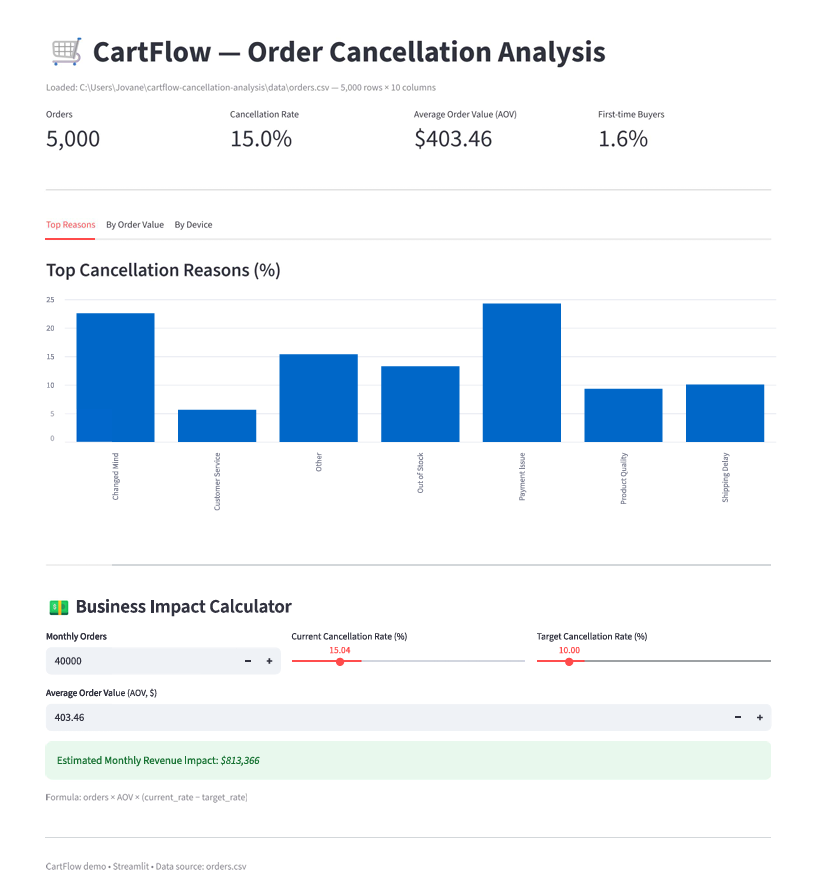 CartFlow — Order Cancellation Analysis
Loaded: C:\Users\Jovane\cartflow-cancellation-analysis\data\orders.csv — 5,000 rows × 10 columns
Orders Cancellation Rate Average Order Value (AOV) First-time Buyers
5,000 15.0% $403.46 1.6%
Top Reasons By Order Value By Device
Top Cancellation Reasons (%)
25
20
15
10
5
0
Changed Mind Customer Service Other Out of Stock Payment Issue Product Quality Shipping Delay
Business Impact Calculator
Monthly Orders Current Cancellation Rate (%) Target Cancellation Rate (%)
15.04 10.00
40000 − +
Average Order Value (AOV, $)
403.46 − +
Estimated Monthly Revenue Impact: $813,366
Formula: orders × AOV × (current_rate − target_rate)
CartFlow demo • Streamlit • Data source: orders.csv